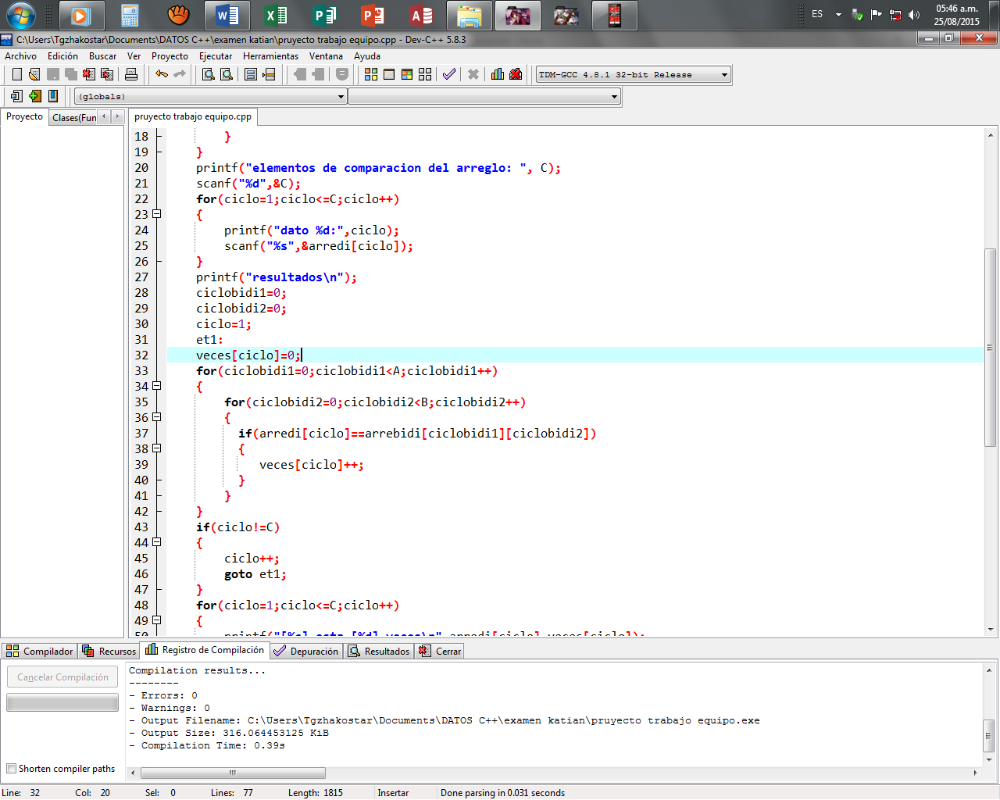 ES
05:46 a.m.
25/08/2015
C:\Users\Tgzhakostar\Documents\DATOS C++\examen katian\pruyecto trabajo equipo.cpp - Dev-C++ 5.8.3
Archivo Edición Buscar Ver Proyecto Ejecutar Herramientas Ventana Ayuda
TDM-GCC 4.8.1 32-bit Release
(globals)
Proyecto Clases(Fun
pruyecto trabajo equipo.cpp
18 }
19 }
20 printf("elementos de comparacion del arreglo: ", C);
21 scanf("%d",&C);
22 for(ciclo=1;ciclo<=C;ciclo++)
23 {
24 printf("dato %d:",ciclo);
25 scanf("%s",&arredi[ciclo]);
26 }
27 printf("resultados\n");
28 ciclobidi1=0;
29 ciclobidi2=0;
30 ciclo=1;
31 et1:
32 veces[ciclo]=0;
33 for(ciclobidi1=0;ciclobidi1<A;ciclobidi1++)
34 {
35 for(ciclobidi2=0;ciclobidi2<B;ciclobidi2++)
36 {
37 if(arredi[ciclo]==arrebidi[ciclobidi1][ciclobidi2])
38 {
39 veces[ciclo]++;
40 }
41 }
42 }
43 if(ciclo!=C)
44 {
45 ciclo++;
46 goto et1;
47 }
48 for(ciclo=1;ciclo<=C;ciclo++)
49 {
50 printf("[%c] esta [%d] veces\n",arredi[ciclo],veces[ciclo]);
Compilador Recursos Registro de Compilación Depuración Resultados Cerrar
Cancelar Compilación
Shorten compiler paths
Compilation results...
--------
- Errors: 0
- Warnings: 0
- Output Filename: C:\Users\Tgzhakostar\Documents\DATOS C++\examen katian\pruyecto trabajo equipo.exe
- Output Size: 316.064453125 KiB
- Compilation Time: 0.39s
Line: 32 Col: 20 Sel: 0 Lines: 77 Length: 1815 Insertar Done parsing in 0.031 seconds